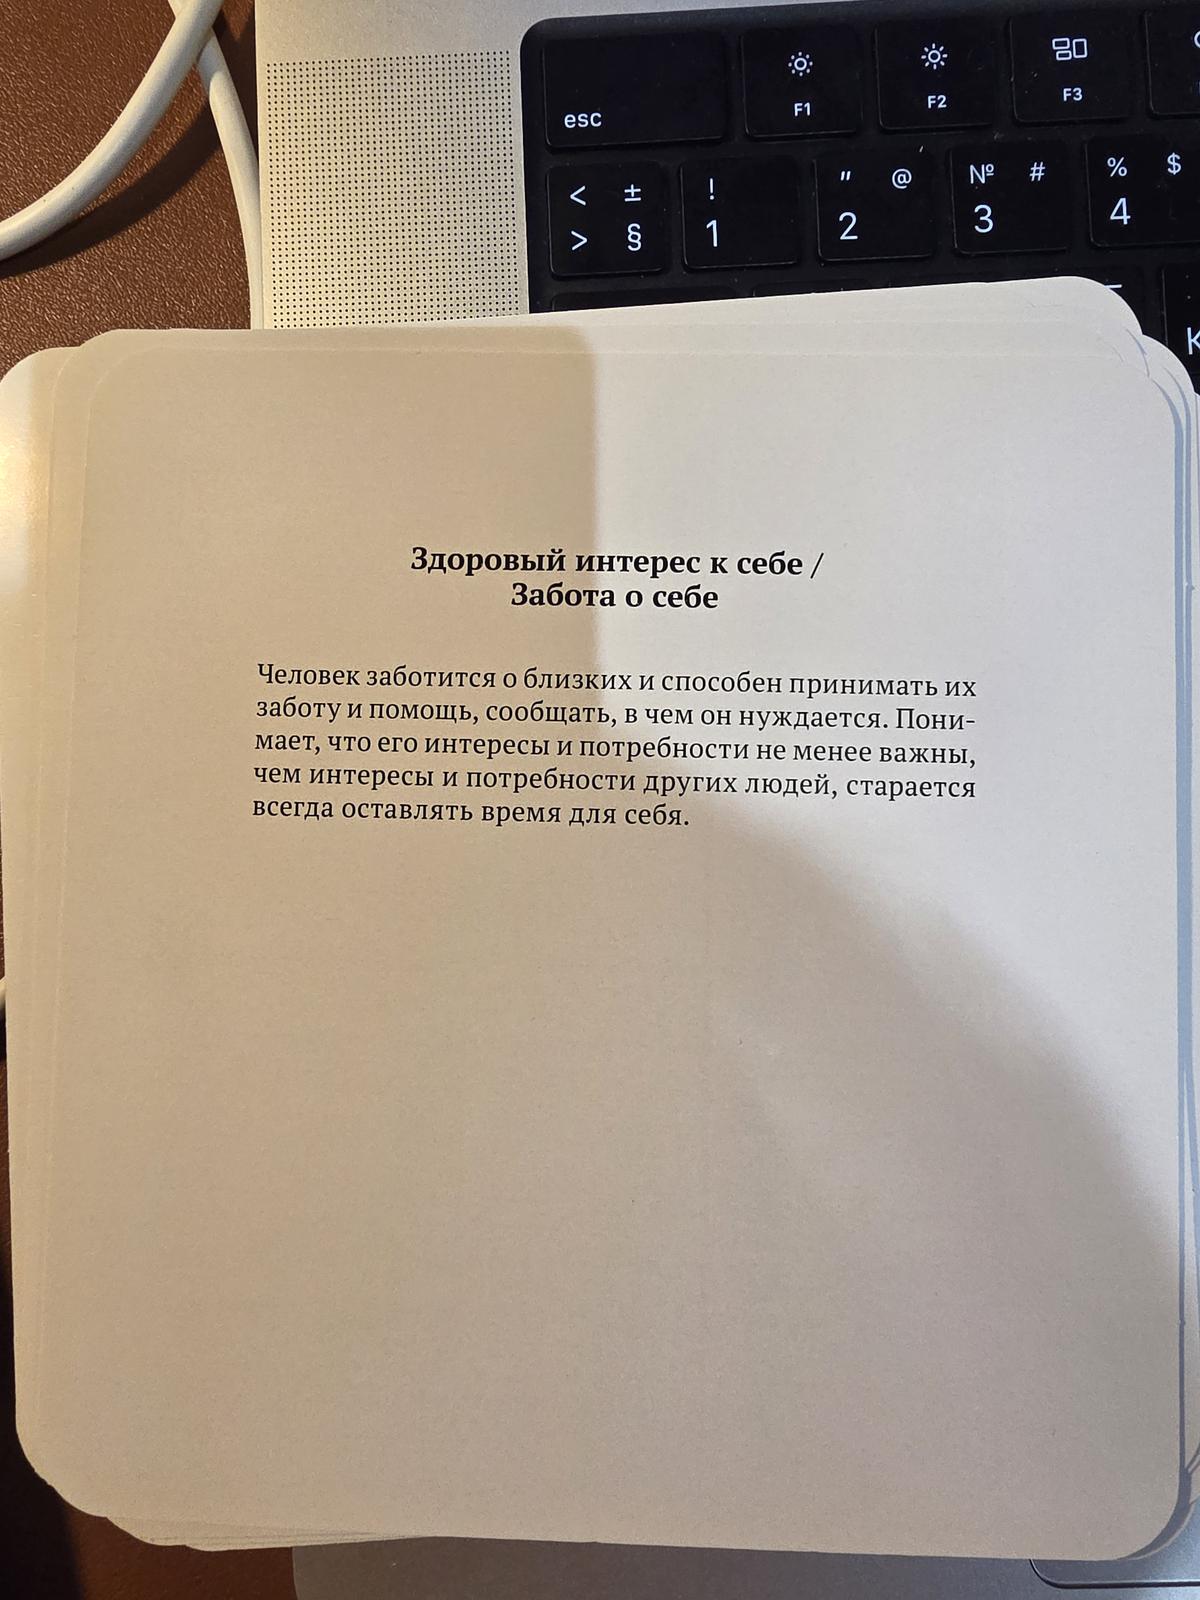 esc
F1
F2
F3
< ±
> §
!
1
" @
2
№ #
3
% $
4
K
Здоровый интерес к себе /
Забота о себе
Человек заботится о близких и способен принимать их
заботу и помощь, сообщать, в чем он нуждается. Пони-
мает, что его интересы и потребности не менее важны,
чем интересы и потребности других людей, старается
всегда оставлять время для себя.